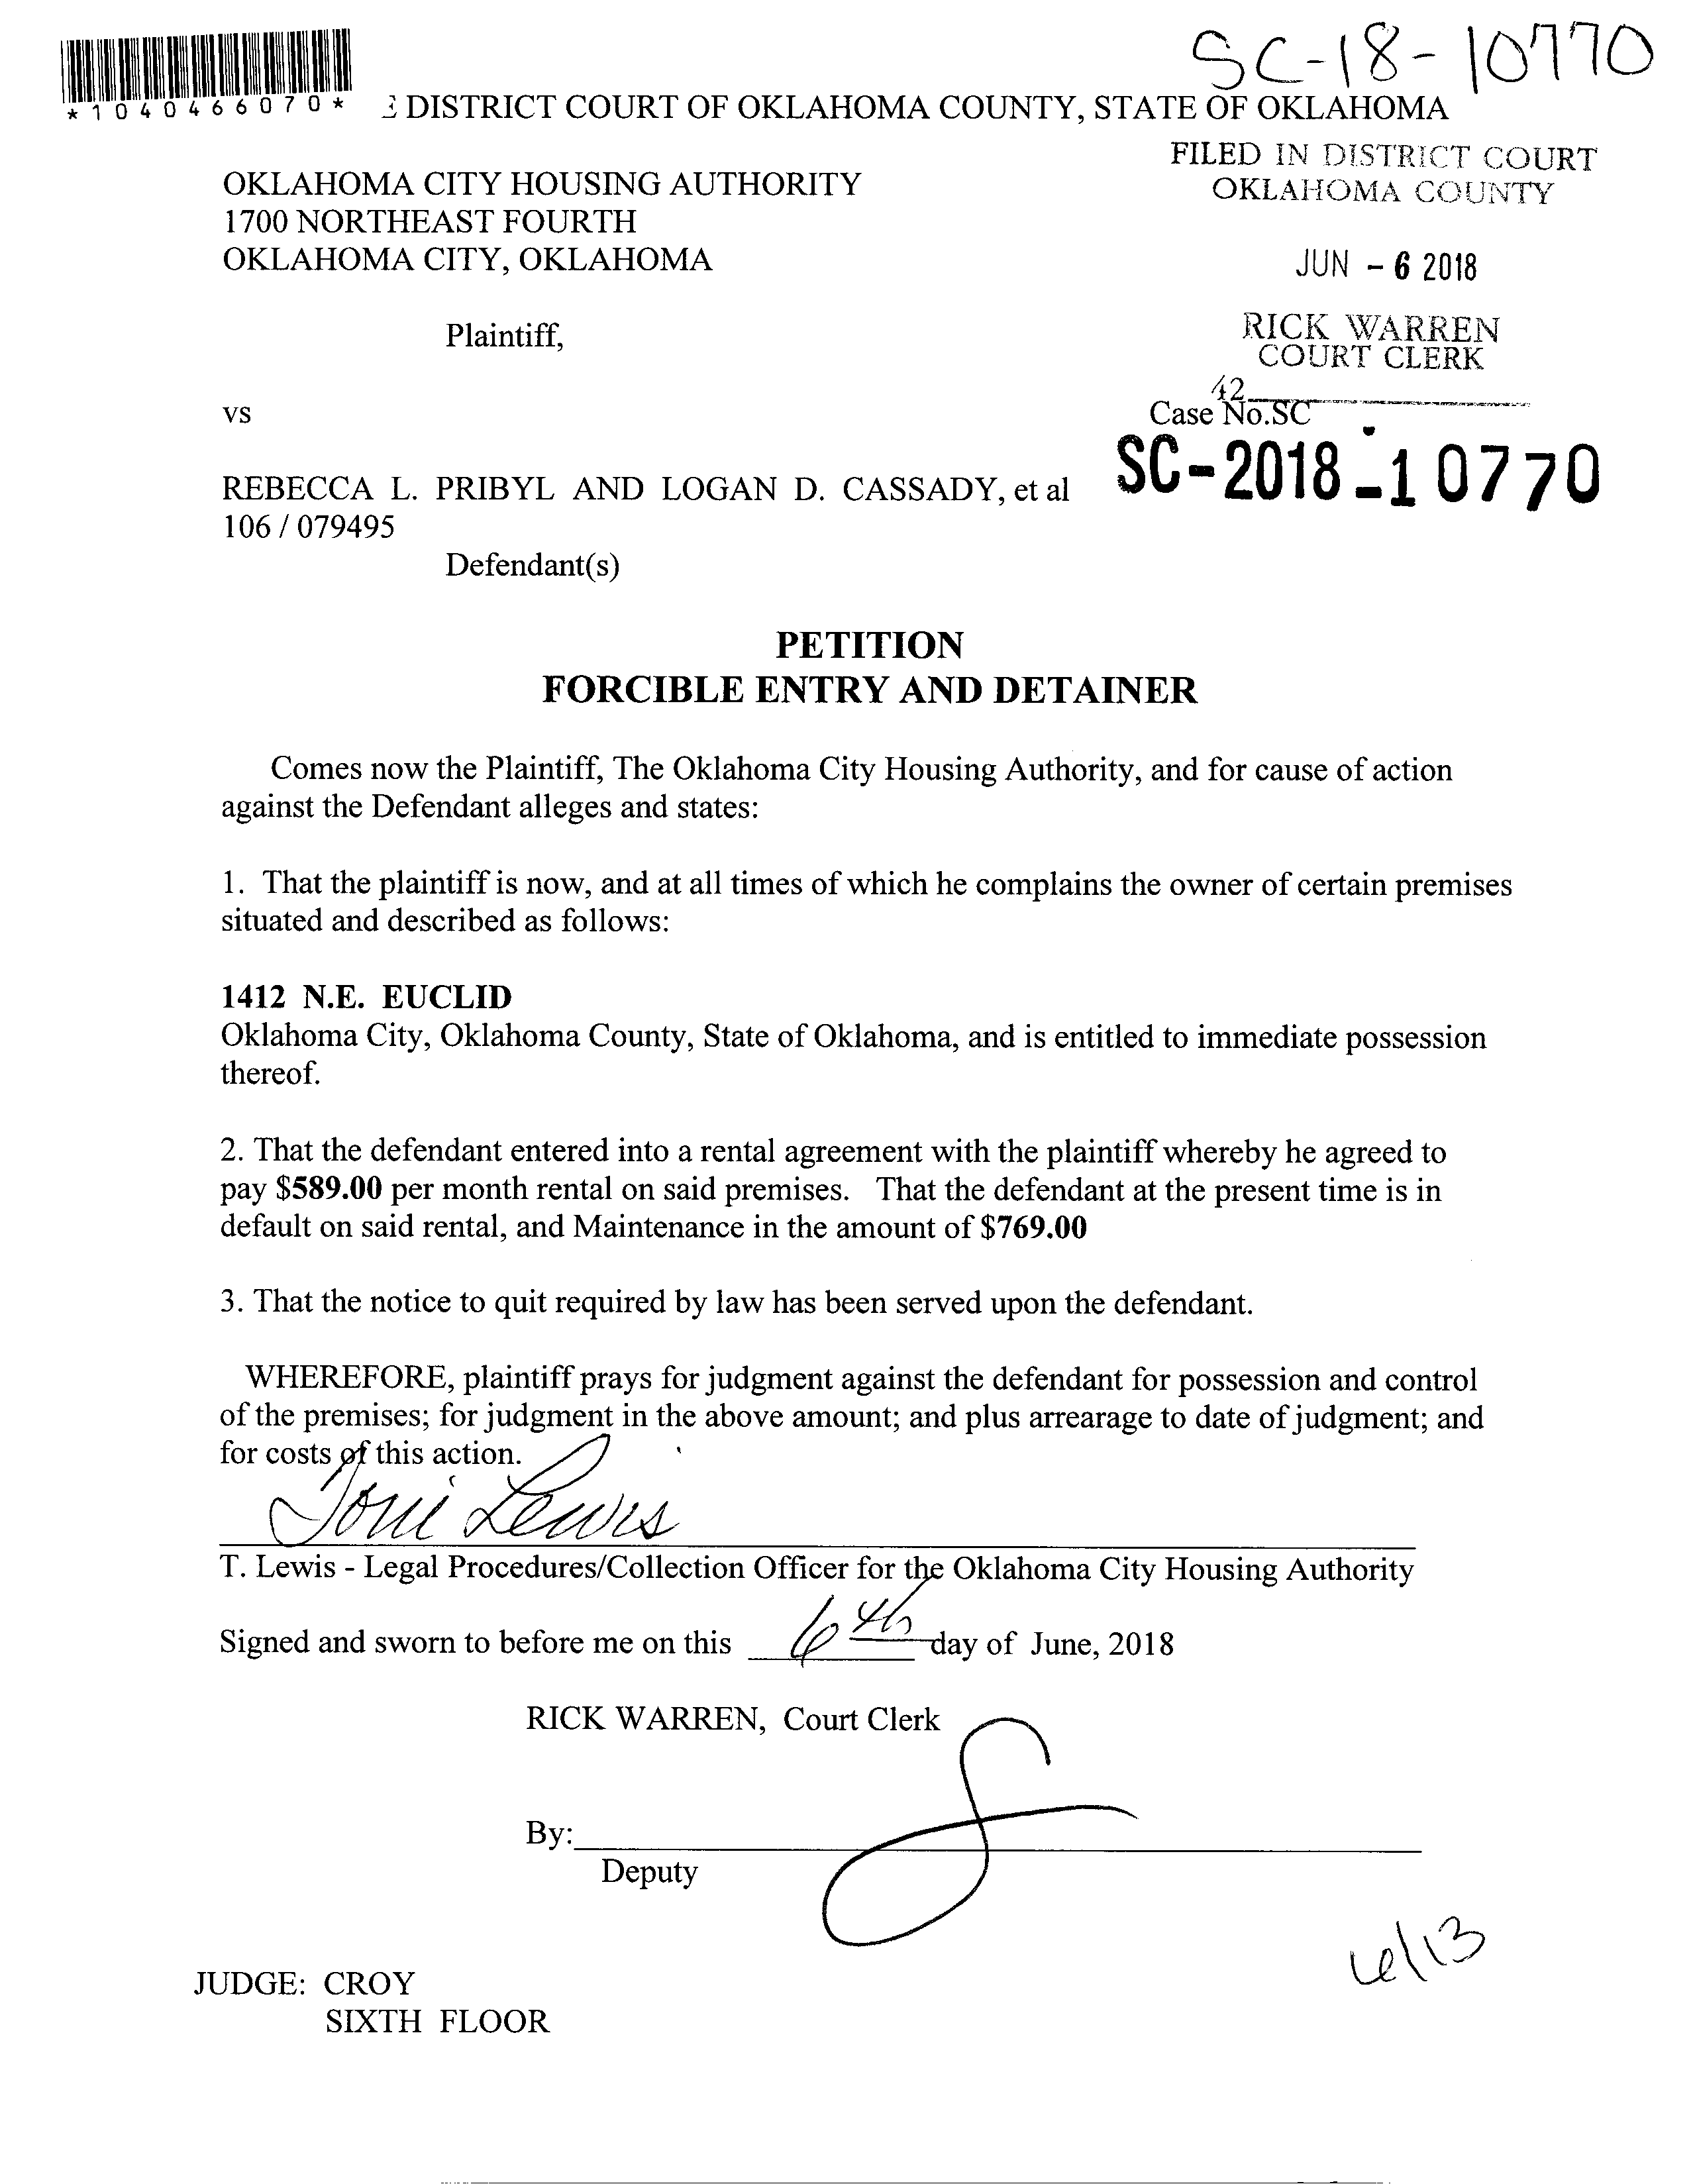 SC-18-10770
*1040466070*
DISTRICT COURT OF OKLAHOMA COUNTY, STATE OF OKLAHOMA
FILED IN DISTRICT COURT
OKLAHOMA COUNTY
OKLAHOMA CITY HOUSING AUTHORITY
1700 NORTHEAST FOURTH
OKLAHOMA CITY, OKLAHOMA
JUN - 6 2018
Plaintiff,
RICK WARREN
COURT CLERK
42
vs
Case No.SC
SC-2018-10770
REBECCA L. PRIBYL AND LOGAN D. CASSADY, et al
106 / 079495
Defendant(s)
PETITION
FORCIBLE ENTRY AND DETAINER
Comes now the Plaintiff, The Oklahoma City Housing Authority, and for cause of action
against the Defendant alleges and states:
1. That the plaintiff is now, and at all times of which he complains the owner of certain premises
situated and described as follows:
1412 N.E. EUCLID
Oklahoma City, Oklahoma County, State of Oklahoma, and is entitled to immediate possession
thereof.
2. That the defendant entered into a rental agreement with the plaintiff whereby he agreed to
pay $589.00 per month rental on said premises. That the defendant at the present time is in
default on said rental, and Maintenance in the amount of $769.00
3. That the notice to quit required by law has been served upon the defendant.
WHEREFORE, plaintiff prays for judgment against the defendant for possession and control
of the premises; for judgment in the above amount; and plus arrearage to date of judgment; and
for costs of this action.
Toni Lewis
T. Lewis - Legal Procedures/Collection Officer for the Oklahoma City Housing Authority
Signed and sworn to before me on this 6th day of June, 2018
RICK WARREN, Court Clerk
By:
Deputy
6/13
JUDGE: CROY
SIXTH FLOOR